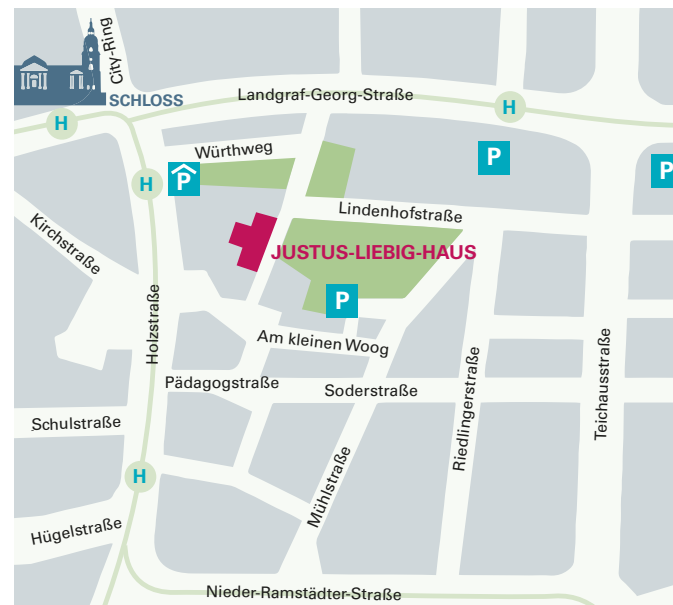 City-Ring
SCHLOSS
Landgraf-Georg-Straße
H
H
Würthweg
P
H
P
P
Lindenhofstraße
Kirchstraße
JUSTUS-LIEBIG-HAUS
P
Holzstraße
Am kleinen Woog
Pädagogstraße
Soderstraße
Riedlingerstraße
Teichausstraße
Schulstraße
H
Mühlstraße
Hügelstraße
Nieder-Ramstädter-Straße